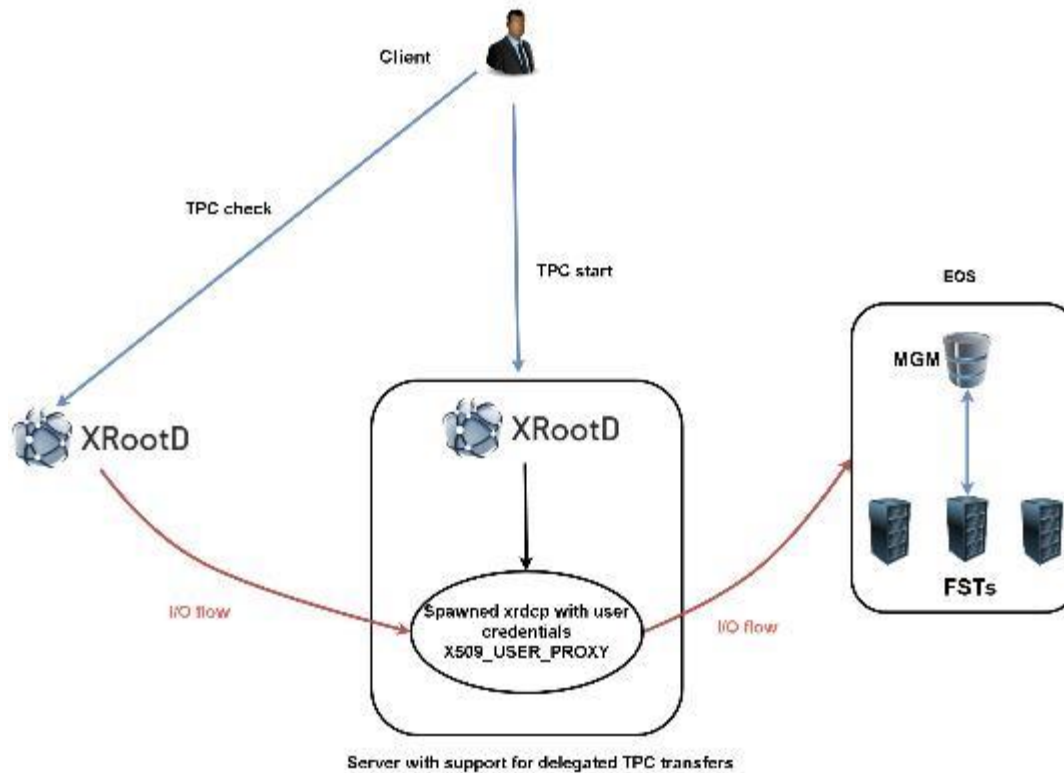 Client
TPC check
TPC start
EOS
MGM
XRootD
XRootD
FSTs
I/O flow
Spawned xrdcp with user
credentials
X509_USER_PROXY
I/O flow
Server with support for delegated TPC transfers